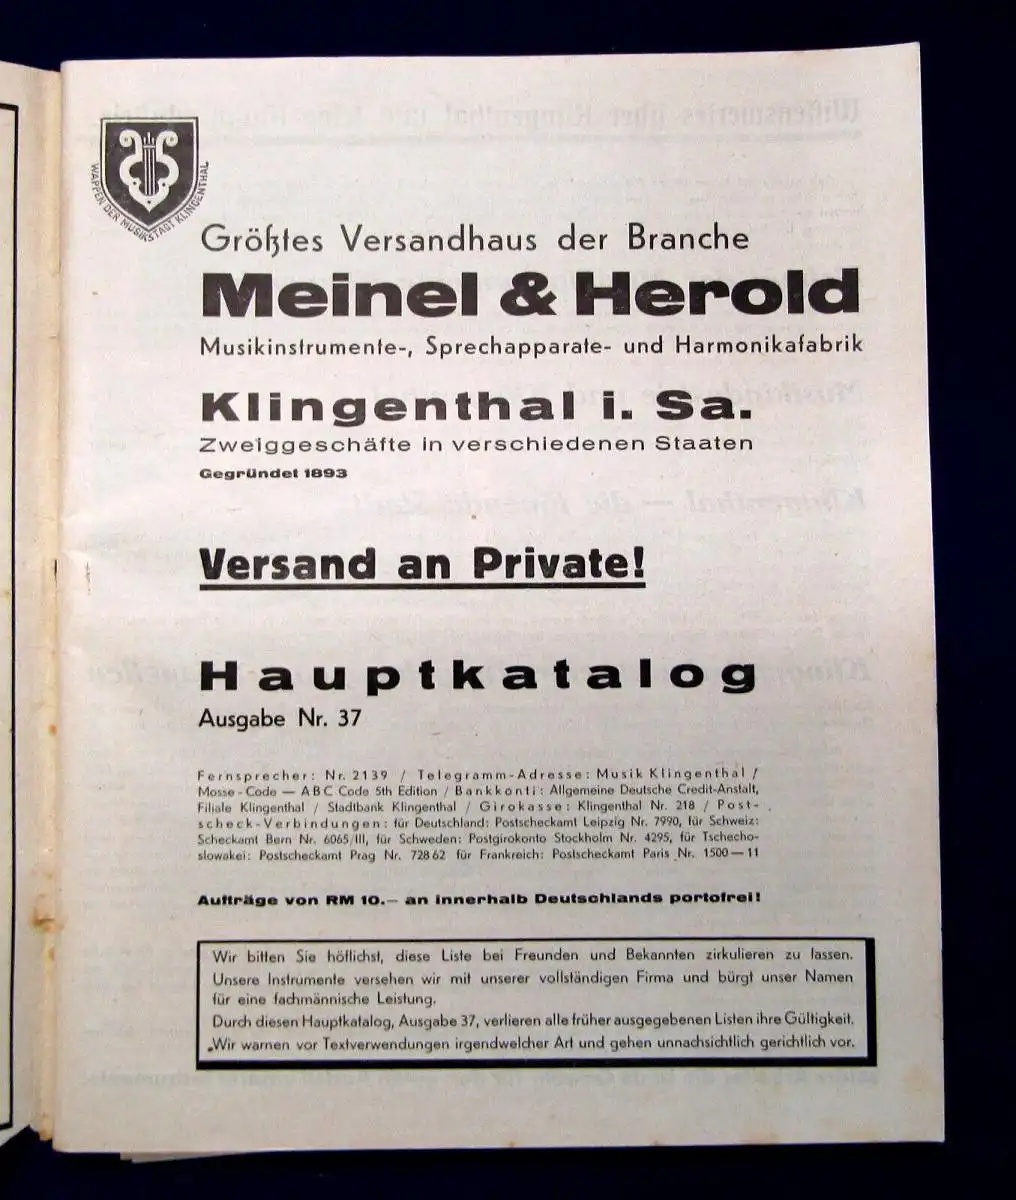 WAPPEN DER MUSIKSTADT KLINGENTHAL
Größtes Versandhaus der Branche
Meinel & Herold
Musikinstrumente-, Sprechapparate- und Harmonikafabrik
Klingenthal i. Sa.
Zweiggeschäfte in verschiedenen Staaten
Gegründet 1893
Versand an Private!
Hauptkatalog
Ausgabe Nr. 37
Fernsprecher: Nr. 2139 / Telegramm-Adresse: Musik Klingenthal /
Mosse-Code — ABC Code 5th Edition / Bankkonti: Allgemeine Deutsche Credit-Anstalt,
Filiale Klingenthal / Stadtbank Klingenthal / Girokasse: Klingenthal Nr. 218 / Post-
scheck-Verbindungen: für Deutschland: Postscheckamt Leipzig Nr. 7990, für Schweiz:
Scheckamt Bern Nr. 6065/III, für Schweden: Postgirokonto Stockholm Nr. 4295, für Tschecho-
slowakei: Postscheckamt Prag Nr. 72862 für Frankreich: Postscheckamt Paris Nr. 1500—11
Aufträge von RM 10.— an innerhalb Deutschlands portofrei!
Wir bitten Sie höflichst, diese Liste bei Freunden und Bekannten zirkulieren zu lassen.
Unsere Instrumente versehen wir mit unserer vollständigen Firma und bürgt unser Namen
für eine fachmännische Leistung.
Durch diesen Hauptkatalog, Ausgabe 37, verlieren alle früher ausgegebenen Listen ihre Gültigkeit.
Wir warnen vor Textverwendungen irgendwelcher Art und gehen unnachsichtlich gerichtlich vor.